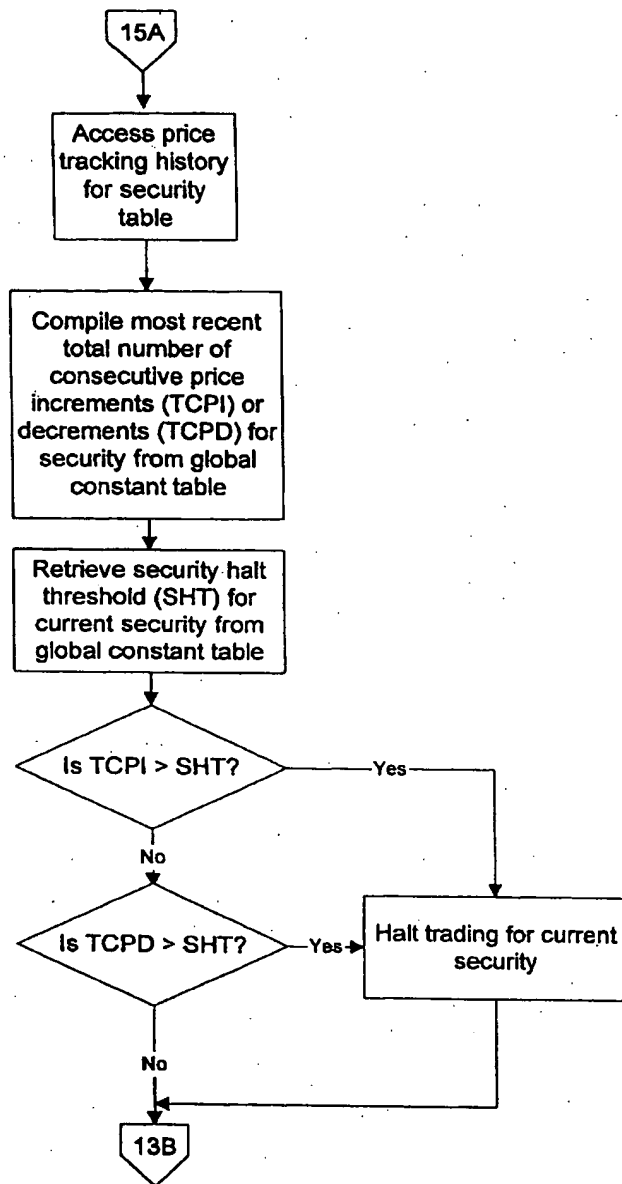 15A
Access price
tracking history
for security
table
Compile most recent
total number of
consecutive price
increments (TCPI) or
decrements (TCPD) for
security from global
constant table
Retrieve security halt
threshold (SHT) for
current security from
global constant table
Is TCPI > SHT?
Yes
No
Is TCPD > SHT?
Yes
Halt trading for current
security
No
13B